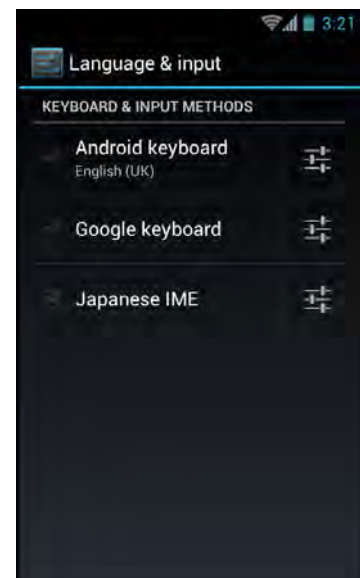 3:21
Language & input
KEYBOARD & INPUT METHODS
Android keyboard
English (UK)
Google keyboard
Japanese IME